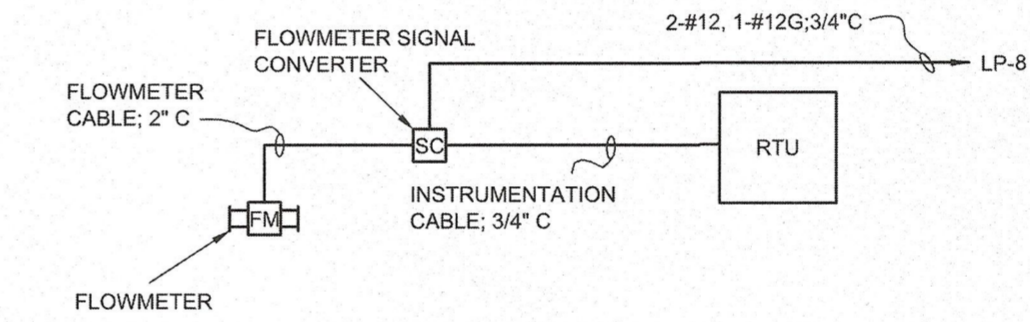 2-#12, 1-#12G;3/4"C
FLOWMETER SIGNAL
CONVERTER
LP-8
FLOWMETER
CABLE; 2" C
SC
RTU
INSTRUMENTATION
CABLE; 3/4" C
FM
FLOWMETER